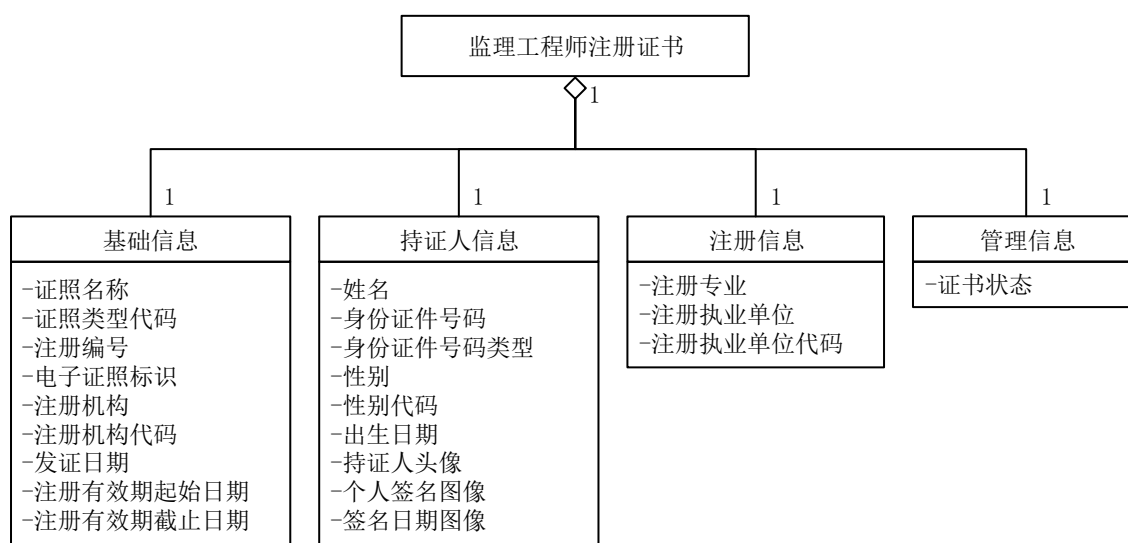 监理工程师注册证书
1
1
1
1
1
基础信息
-证照名称
-证照类型代码
-注册编号
-电子证照标识
-注册机构
-注册机构代码
-发证日期
-注册有效期起始日期
-注册有效期截止日期
持证人信息
-姓名
-身份证件号码
-身份证件号码类型
-性别
-性别代码
-出生日期
-持证人头像
-个人签名图像
-签名日期图像
注册信息
-注册专业
-注册执业单位
-注册执业单位代码
管理信息
-证书状态